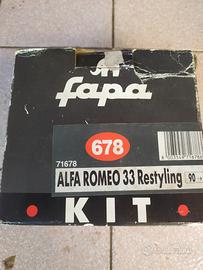 fapa
678
71678
ALFA ROMEO 33 Restyling 90
KIT